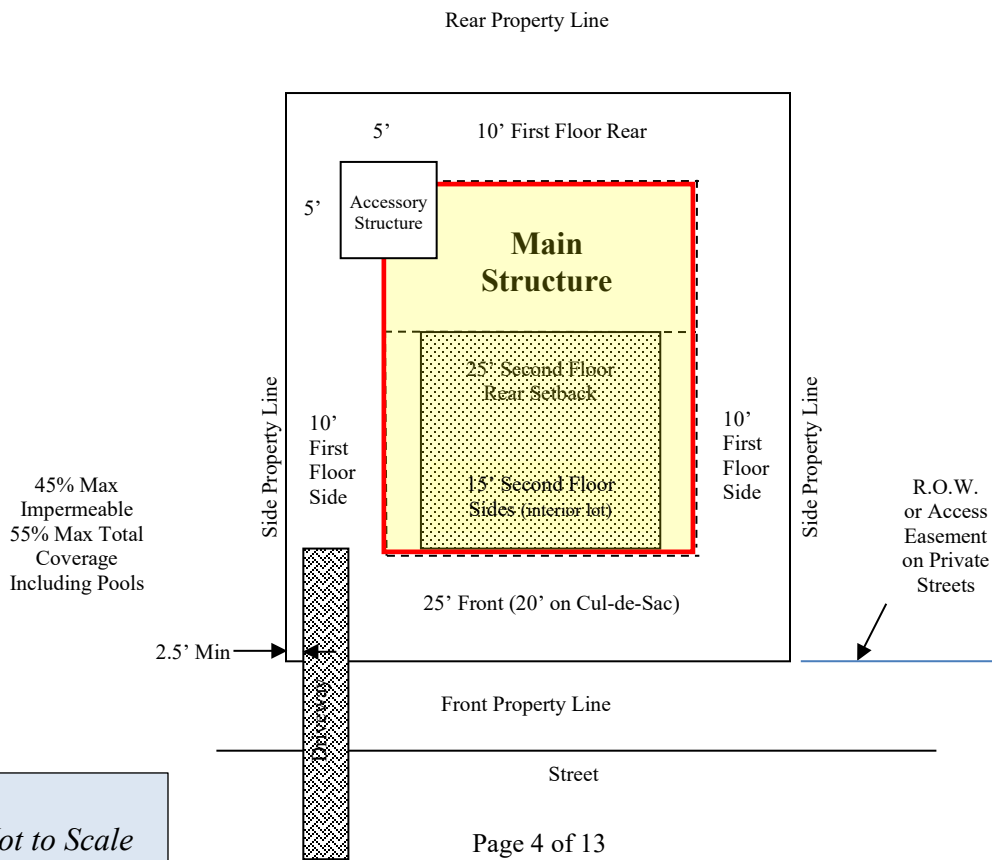 Rear Property Line
5’
10’ First Floor Rear
5’
Accessory
Structure
Main
Structure
25’ Second Floor
Rear Setback
Side Property Line
10’
First
Floor
Side
15’ Second Floor
Sides (interior lot)
10’
First
Floor
Side
Side Property Line
45% Max
Impermeable
55% Max Total
Coverage
Including Pools
R.O.W.
or Access
Easement
on Private
Streets
25’ Front (20’ on Cul-de-Sac)
2.5’ Min
Driveway
Front Property Line
Street
ot to Scale
Page 4 of 13